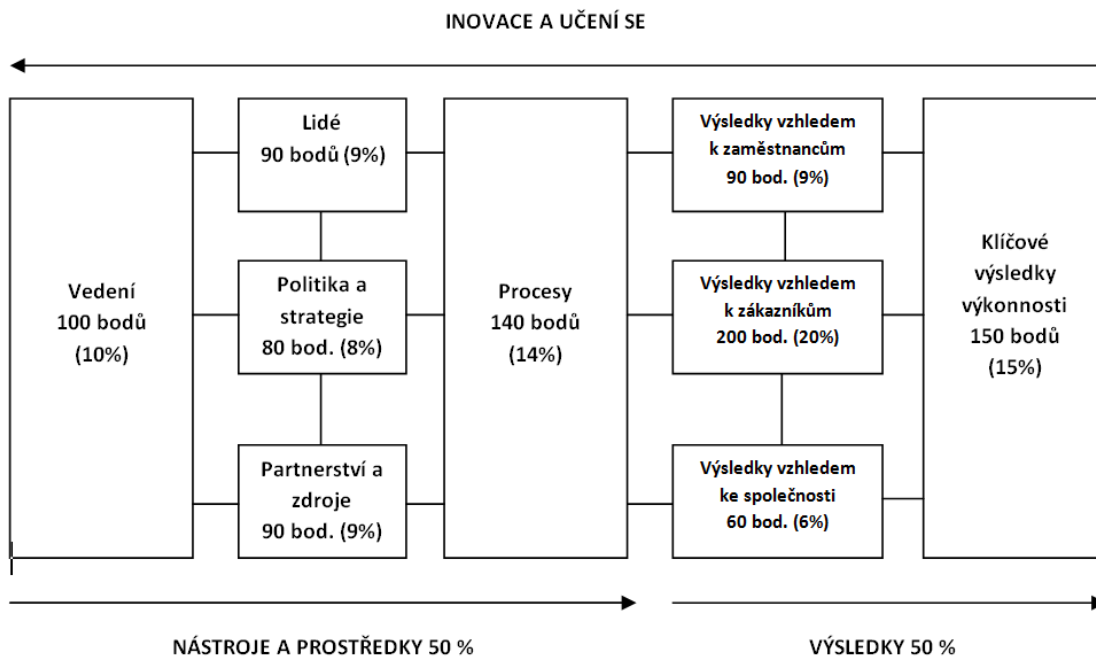 INOVACE A UČENÍ SE
Vedení
100 bodů
(10%)
Lidé
90 bodů (9%)
Politika a
strategie
80 bod. (8%)
Partnerství a
zdroje
90 bod. (9%)
Procesy
140 bodů
(14%)
Výsledky vzhledem
k zaměstnancům
90 bod. (9%)
Výsledky vzhledem
k zákazníkům
200 bod. (20%)
Výsledky vzhledem
ke společnosti
60 bod. (6%)
Klíčové
výsledky
výkonnosti
150 bodů
(15%)
NÁSTROJE A PROSTŘEDKY 50 %
VÝSLEDKY 50 %